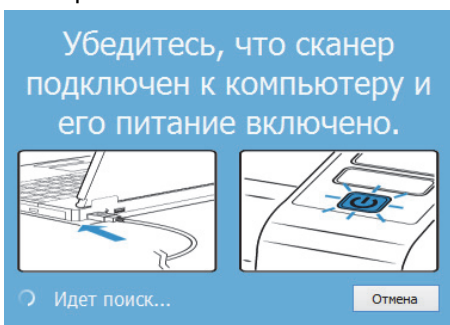 Убедитесь, что сканер
подключен к компьютеру и
его питание включено.
Идет поиск...
Отмена